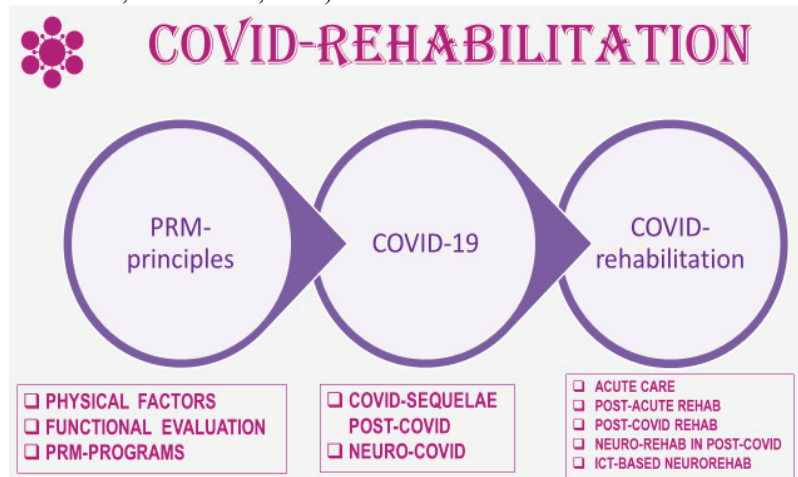 COVID-REHABILITATION
PRM-
principles
COVID-19
COVID-
rehabilitation
❑ PHYSICAL FACTORS
❑ FUNCTIONAL EVALUATION
❑ PRM-PROGRAMS
❑ COVID-SEQUELAE
POST-COVID
❑ NEURO-COVID
❑ ACUTE CARE
❑ POST-ACUTE REHAB
❑ POST-COVID REHAB
❑ NEURO-REHAB IN POST-COVID
❑ ICT-BASED NEUROREHAB